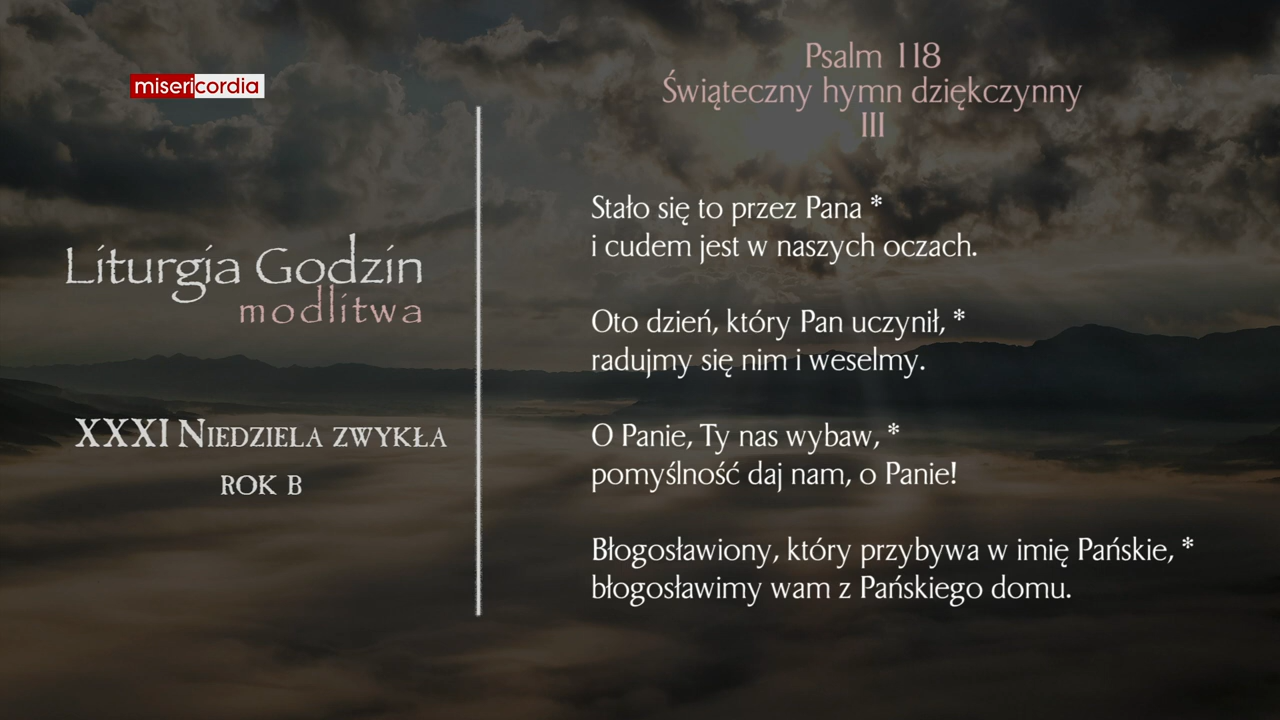 misericordia
Liturgia Godzin
modlitwa
XXXI Niedziela zwykła
rok B
Psalm 118
Świąteczny hymn dziękczynny
III
Stało się to przez Pana *
i cudem jest w naszych oczach.
Oto dzień, który Pan uczynił, *
radujmy się nim i weselmy.
O Panie, Ty nas wybaw, *
pomyślność daj nam, o Panie!
Błogosławiony, który przybywa w imię Pańskie, *
błogosławimy wam z Pańskiego domu.